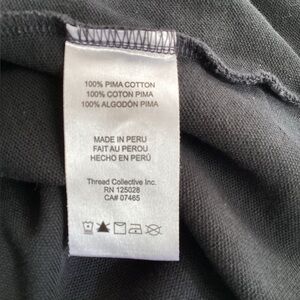 100% PIMA COTTON
100% COTON PIMA
100% ALGODÓN PIMA
MADE IN PERU
FAIT AU PEROU
HECHO EN PERÚ
Thread Collective Inc.
RN 125028
CA# 07465